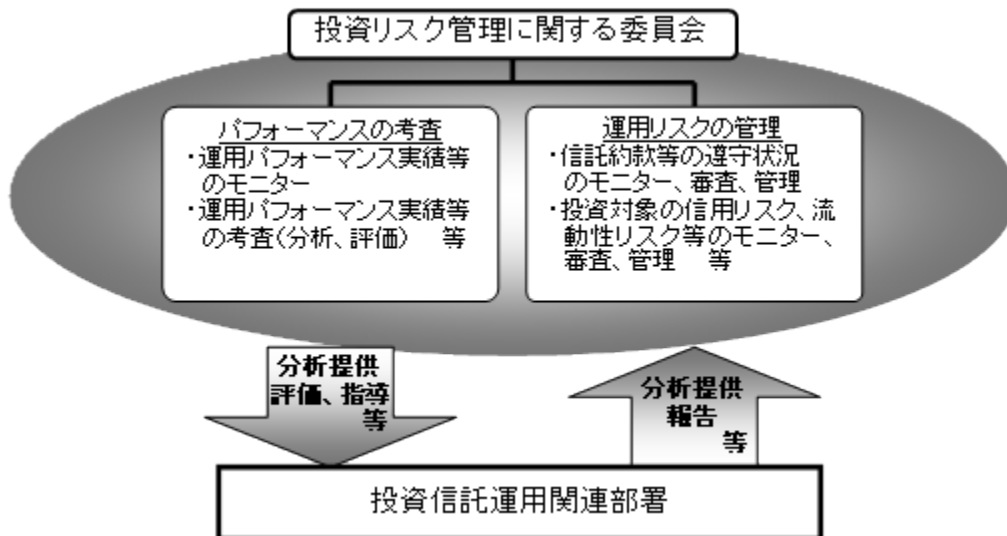 投資リスク管理に関する委員会
パフォーマンスの考査
・運用パフォーマンス実績等
のモニター
・運用パフォーマンス実績等
の考査(分析、評価) 等
運用リスクの管理
・信託約款等の遵守状況
のモニター、審査、管理
・投資対象の信用リスク、流
動性リスク等のモニター、
審査、管理 等
分析提供
評価、指導
等
分析提供
報告
等
投資信託運用関連部署